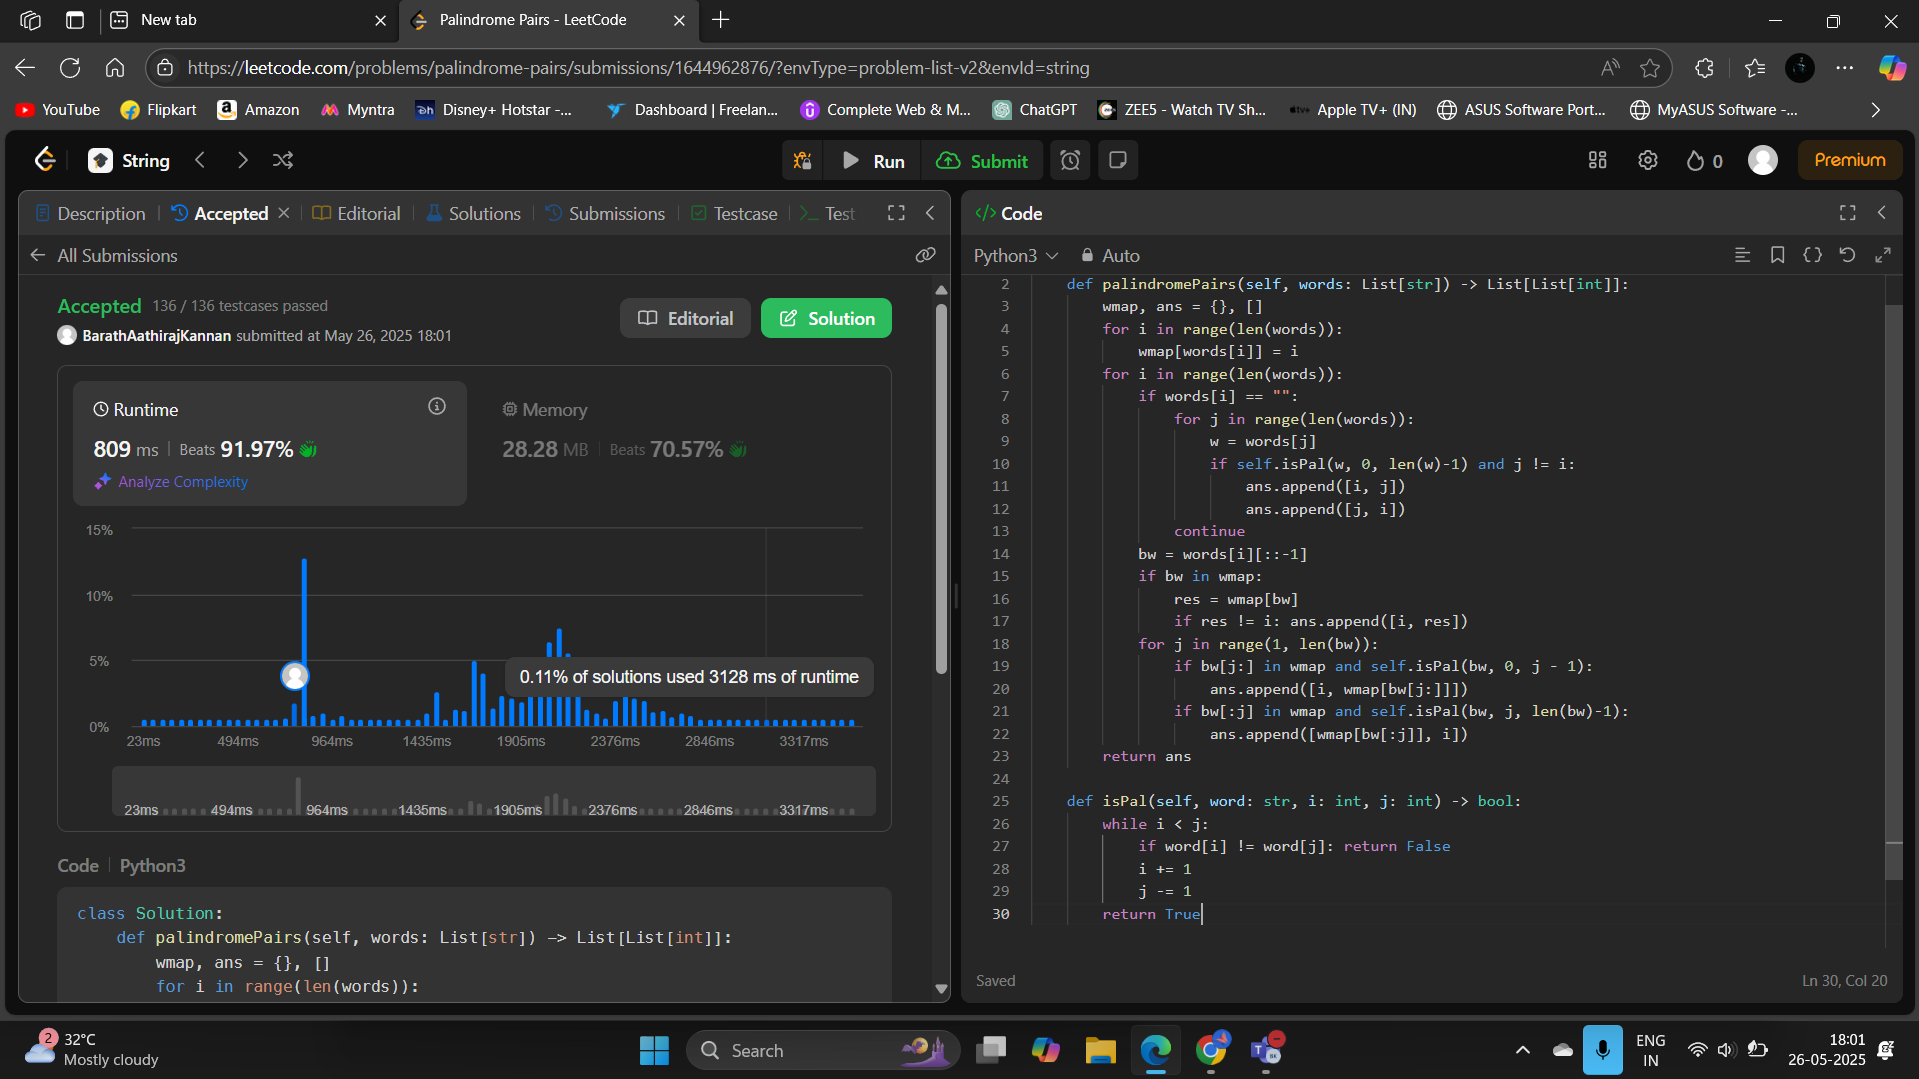 New tab
Palindrome Pairs - LeetCode
https://leetcode.com/problems/palindrome-pairs/submissions/1644962876/?envType=problem-list-v2&envId=string
YouTube Flipkart Amazon Myntra Disney+ Hotstar -... Dashboard | Freelan... Complete Web & M... ChatGPT ZEE5 - Watch TV Sh... Apple TV+ (IN) ASUS Software Port... MyASUS Software -...
String
Run
Submit
0
Premium
Description
Accepted
Editorial
Solutions
Submissions
Testcase
Test
All Submissions
Accepted 136 / 136 testcases passed
BarathAathirajKannan submitted at May 26, 2025 18:01
Editorial
Solution
Runtime
809 ms | Beats 91.97%
Analyze Complexity
Memory
28.28 MB | Beats 70.57%
15%
10%
5%
0%
0.11% of solutions used 3128 ms of runtime
23ms 494ms 964ms 1435ms 1905ms 2376ms 2846ms 3317ms
23ms 494ms 964ms 1435ms 1905ms 2376ms 2846ms 3317ms
Code | Python3
class Solution:
def palindromePairs(self, words: List[str]) -> List[List[int]]:
wmap, ans = {}, []
for i in range(len(words)):
</> Code
Python3
Auto
2 def palindromePairs(self, words: List[str]) -> List[List[int]]:
3 wmap, ans = {}, []
4 for i in range(len(words)):
5 wmap[words[i]] = i
6 for i in range(len(words)):
7 if words[i] == "":
8 for j in range(len(words)):
9 w = words[j]
10 if self.isPal(w, 0, len(w)-1) and j != i:
11 ans.append([i, j])
12 ans.append([j, i])
13 continue
14 bw = words[i][::-1]
15 if bw in wmap:
16 res = wmap[bw]
17 if res != i: ans.append([i, res])
18 for j in range(1, len(bw)):
19 if bw[j:] in wmap and self.isPal(bw, 0, j - 1):
20 ans.append([i, wmap[bw[j:]]])
21 if bw[:j] in wmap and self.isPal(bw, j, len(bw)-1):
22 ans.append([wmap[bw[:j]], i])
23 return ans
24
25 def isPal(self, word: str, i: int, j: int) -> bool:
26 while i < j:
27 if word[i] != word[j]: return False
28 i += 1
29 j -= 1
30 return True
Saved
Ln 30, Col 20
2
32°C
Mostly cloudy
Search
ENG
IN
18:01
26-05-2025